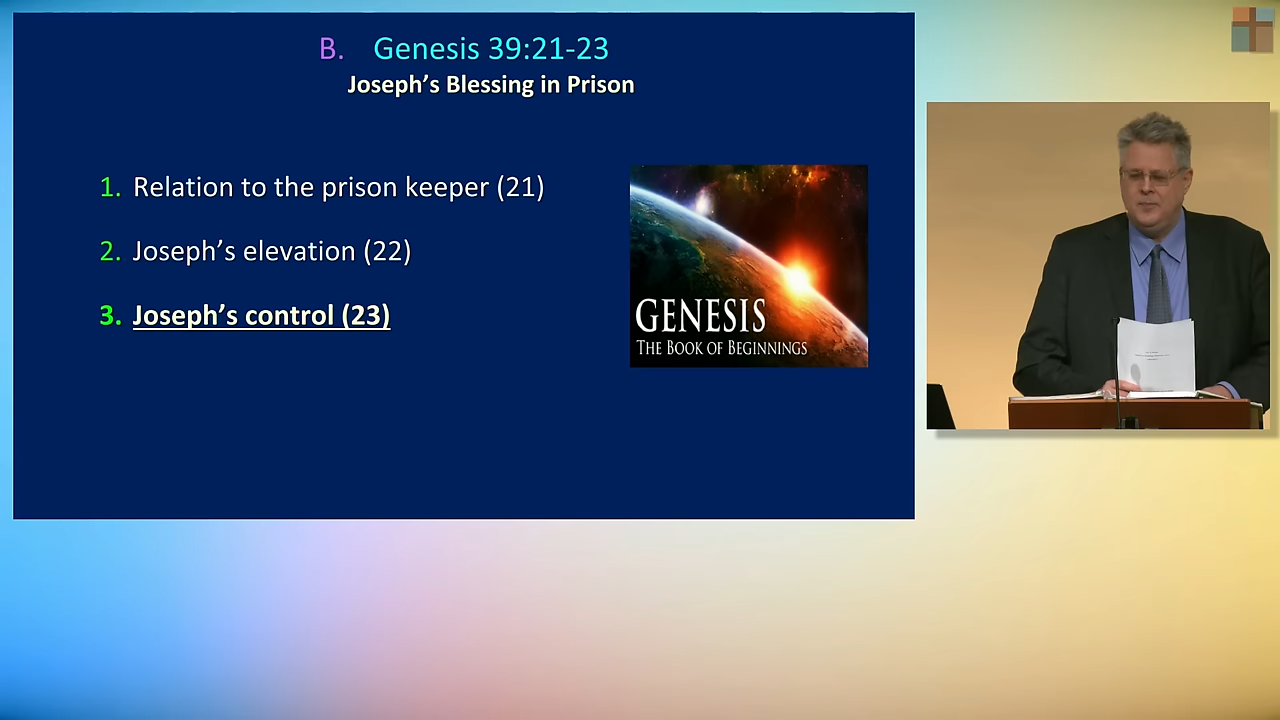 B. Genesis 39:21-23
Joseph’s Blessing in Prison
1. Relation to the prison keeper (21)
2. Joseph’s elevation (22)
3. Joseph’s control (23)
GENESIS
THE BOOK OF BEGINNINGS